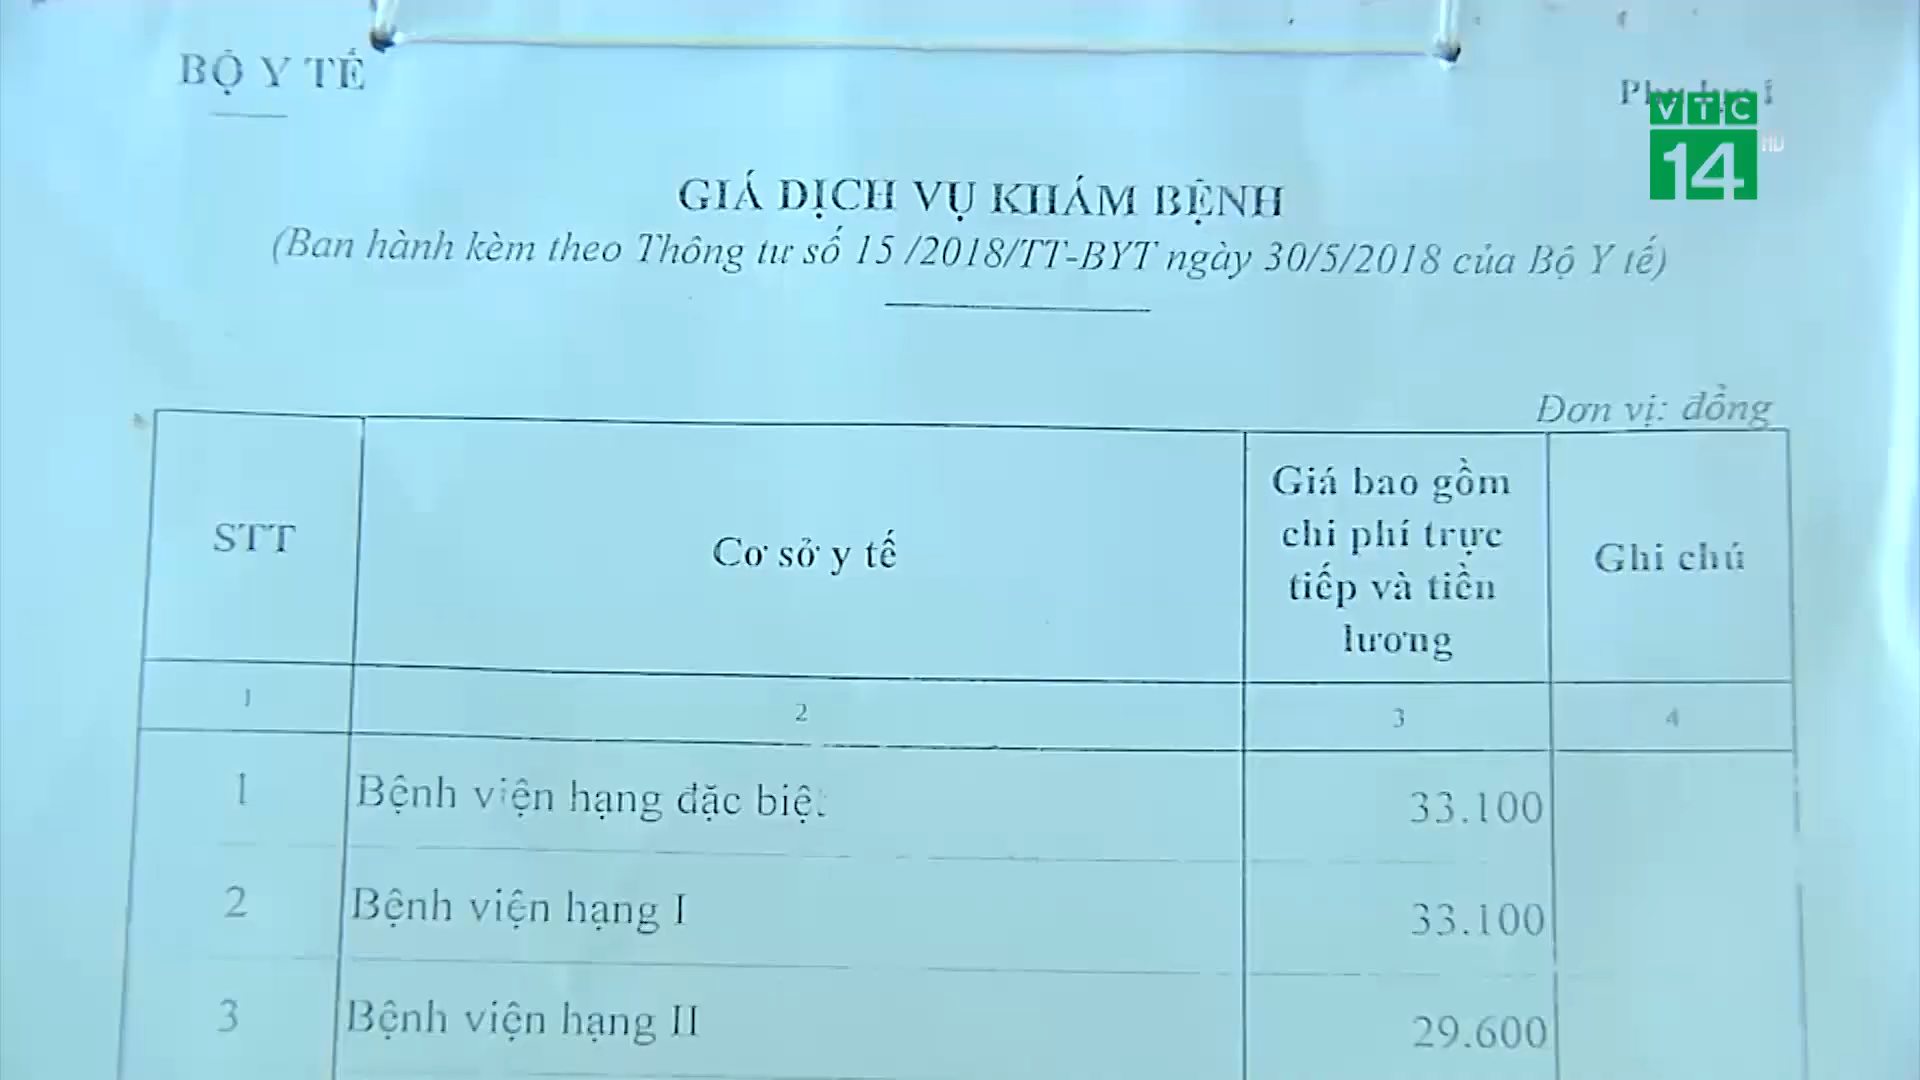 BỘ Y TẾ
Phụ lục I
VTC
14
HD
GIÁ DỊCH VỤ KHÁM BỆNH
(Ban hành kèm theo Thông tư số 15 /2018/TT-BYT ngày 30/5/2018 của Bộ Y tế)
Đơn vị: đồng
STT
Cơ sở y tế
Giá bao gồm
chi phí trực
tiếp và tiền
lương
Ghi chú
1 2 3 4
1 Bệnh viện hạng đặc biệt 33.100
2 Bệnh viện hạng I 33.100
3 Bệnh viện hạng II 29.600